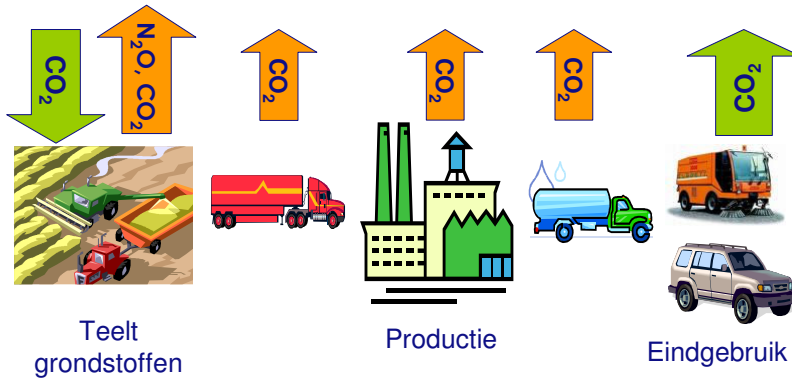 CO₂
N₂O, CO₂
CO₂
CO₂
CO₂
CO₂
Teelt
grondstoffen
Productie
Eindgebruik